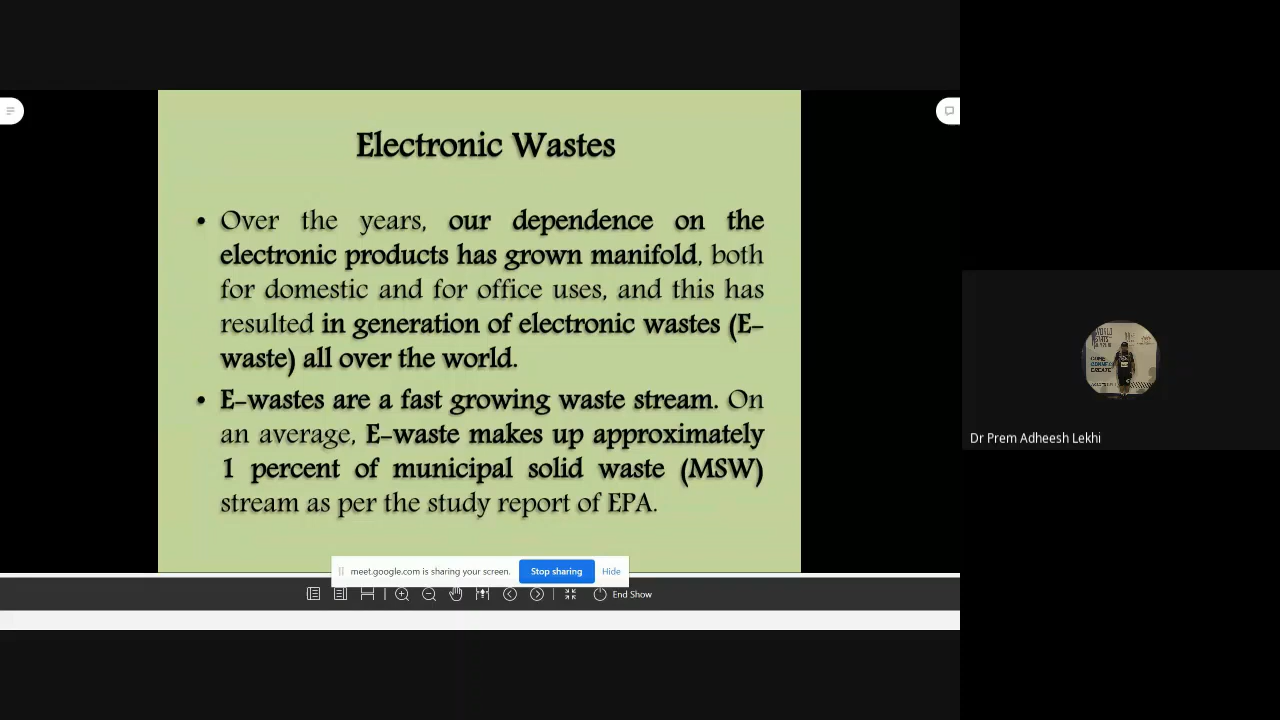 Electronic Wastes
• Over the years, our dependence on the
electronic products has grown manifold, both
for domestic and for office uses, and this has
resulted in generation of electronic wastes (E-
waste) all over the world.
• E-wastes are a fast growing waste stream. On
an average, E-waste makes up approximately
1 percent of municipal solid waste (MSW)
stream as per the study report of EPA.
meet.google.com is sharing your screen. Stop sharing Hide
End Show
Dr Prem Adheesh Lekhi